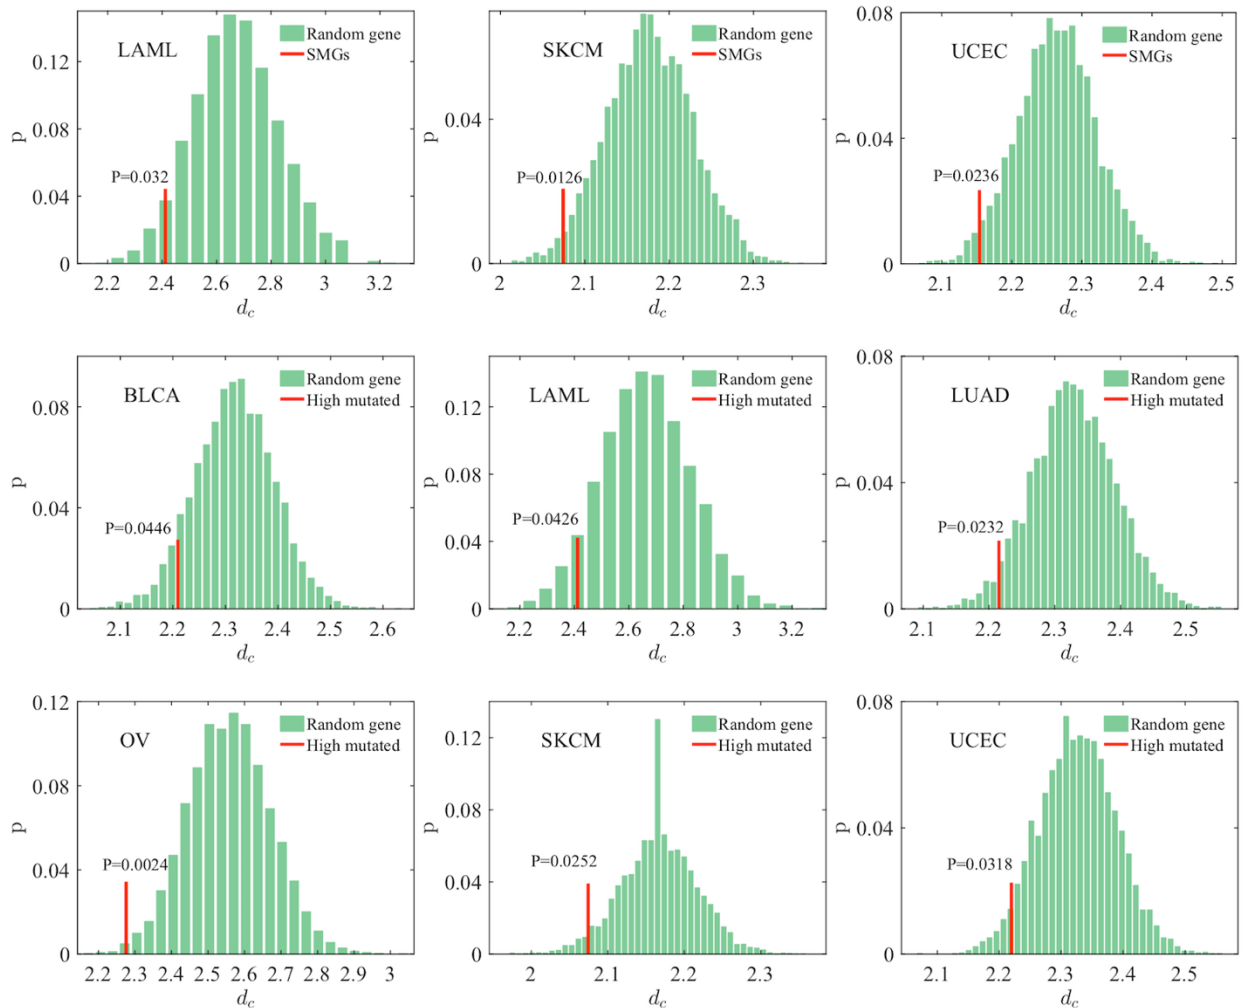 LAML
Random gene
SMGs
P=0.032
0.12
0.08
0.04
0
p
2.2 2.4 2.6 2.8 3 3.2
d_c
SKCM
Random gene
SMGs
P=0.0126
0.04
0
p
2 2.1 2.2 2.3
d_c
UCEC
Random gene
SMGs
P=0.0236
0.08
0.04
0
p
2.1 2.2 2.3 2.4 2.5
d_c
BLCA
Random gene
High mutated
P=0.0446
0.08
0.04
0
p
2.1 2.2 2.3 2.4 2.5 2.6
d_c
LAML
Random gene
High mutated
P=0.0426
0.12
0.08
0.04
0
p
2.2 2.4 2.6 2.8 3 3.2
d_c
LUAD
Random gene
High mutated
P=0.0232
0.08
0.04
0
p
2.1 2.2 2.3 2.4 2.5
d_c
OV
Random gene
High mutated
P=0.0024
0.12
0.08
0.04
0
p
2.2 2.3 2.4 2.5 2.6 2.7 2.8 2.9 3
d_c
SKCM
Random gene
High mutated
P=0.0252
0.12
0.08
0.04
0
p
2 2.1 2.2 2.3
d_c
UCEC
Random gene
High mutated
P=0.0318
0.08
0.04
0
p
2.1 2.2 2.3 2.4 2.5
d_c